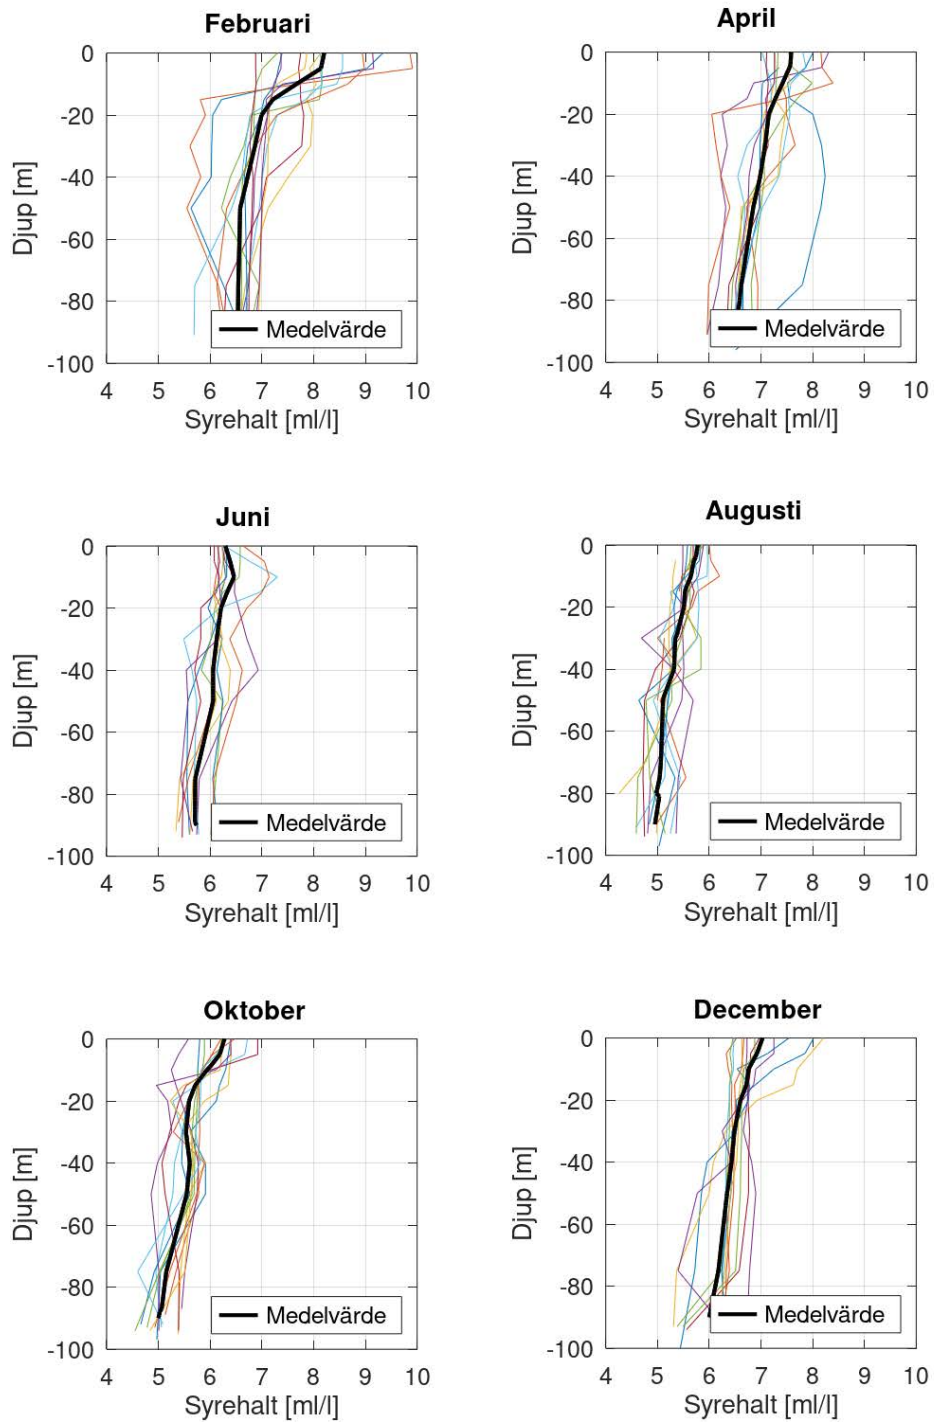 Februari
0
-20
-40
-60
-80
-100
Djup [m]
Medelvärde
4 5 6 7 8 9 10
Syrehalt [ml/l]
April
0
-20
-40
-60
-80
-100
Djup [m]
Medelvärde
4 5 6 7 8 9 10
Syrehalt [ml/l]
Juni
0
-20
-40
-60
-80
-100
Djup [m]
Medelvärde
4 5 6 7 8 9 10
Syrehalt [ml/l]
Augusti
0
-20
-40
-60
-80
-100
Djup [m]
Medelvärde
4 5 6 7 8 9 10
Syrehalt [ml/l]
Oktober
0
-20
-40
-60
-80
-100
Djup [m]
Medelvärde
4 5 6 7 8 9 10
Syrehalt [ml/l]
December
0
-20
-40
-60
-80
-100
Djup [m]
Medelvärde
4 5 6 7 8 9 10
Syrehalt [ml/l]